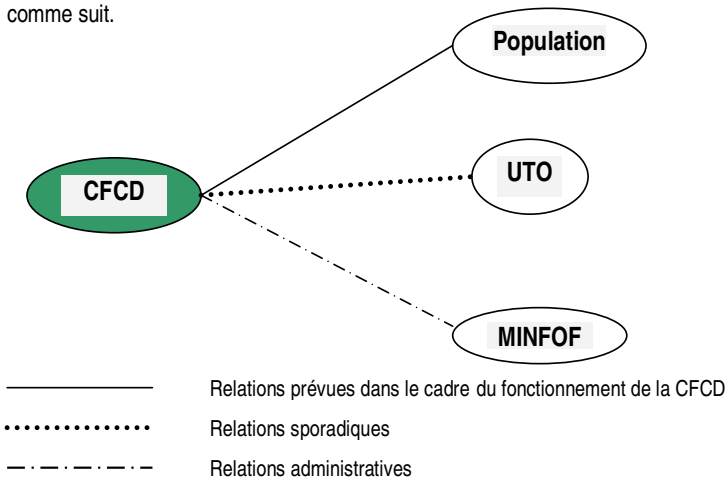 comme suit.
Population
UTO
CFCD
MINFOF
Relations prévues dans le cadre du fonctionnement de la CFCD
Relations sporadiques
Relations administratives